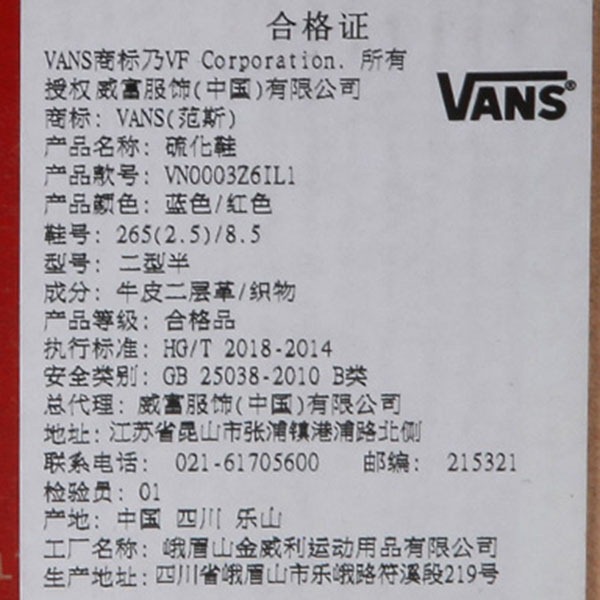 合格证
VANS商标乃VF Corporation. 所有
授权威富服饰(中国)有限公司
VANS®
商标: VANS(范斯)
产品名称: 硫化鞋
产品款号: VN0003Z6IL1
产品颜色: 蓝色/红色
鞋号: 265(2.5)/8.5
型号: 二型半
成分: 牛皮二层革/织物
产品等级: 合格品
执行标准: HG/T 2018-2014
安全类别: GB 25038-2010 B类
总代理: 威富服饰(中国)有限公司
地址: 江苏省昆山市张浦镇港浦路北侧
联系电话: 021-61705600 邮编: 215321
检验员: 01
产地: 中国 四川 乐山
工厂名称: 峨眉山金威利运动用品有限公司
生产地址: 四川省峨眉山市乐峨路符溪段219号